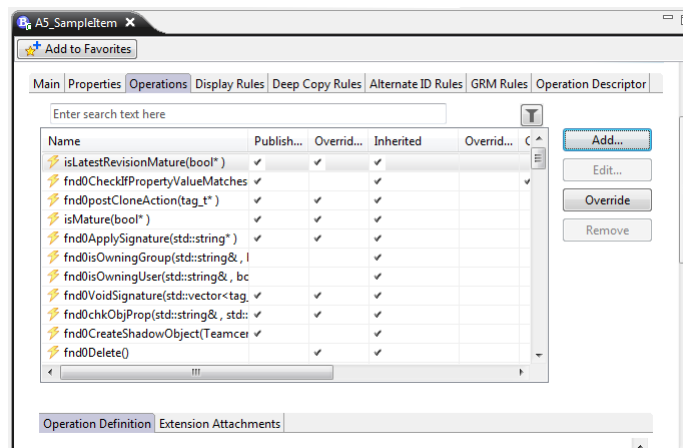 A5_SampleItem
Add to Favorites
Main Properties Operations Display Rules Deep Copy Rules Alternate ID Rules GRM Rules Operation Descriptor
Enter search text here
Name Publish... Overrid... Inherited Overrid... C
isLatestRevisionMature(bool* )
fnd0CheckIfPropertyValueMatches
fnd0postCloneAction(tag_t* )
isMature(bool* )
fnd0ApplySignature(std::string* )
fnd0isOwningGroup(std::string& , l
fnd0isOwningUser(std::string& , bc
fnd0VoidSignature(std::vector<tag_
fnd0chkObjProp(std::string& , std::
fnd0CreateShadowObject(Teamcer
fnd0Delete()
Add...
Edit...
Override
Remove
Operation Definition Extension Attachments